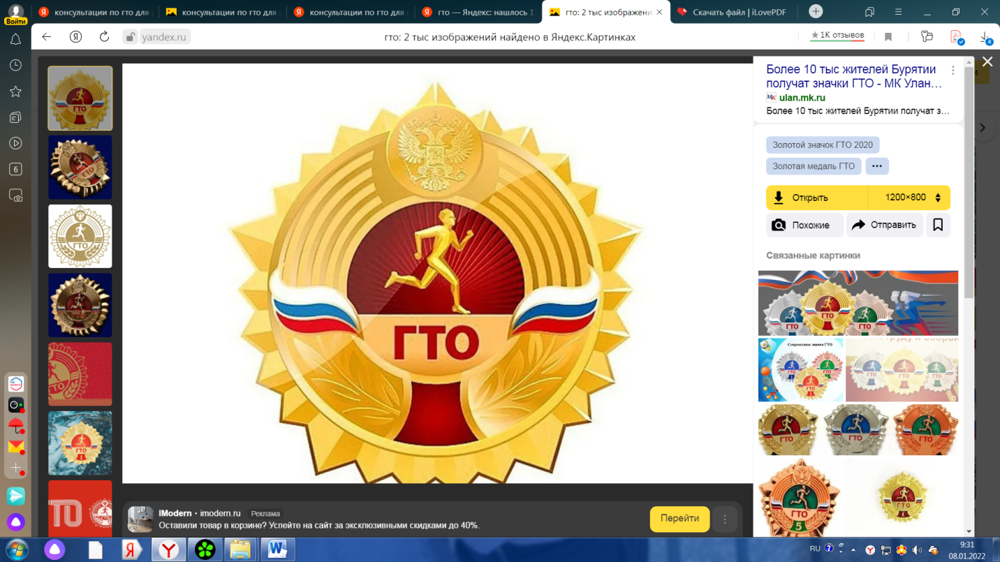 консультации по гто для
консультации по гто для
консультации по гто для
гто — Яндекс: нашлось 1
гто: 2 тыс изображени
Скачать файл | iLovePDF
Войти
yandex.ru
гто: 2 тыс изображений найдено в Яндекс.Картинках
★1K отзывов
4
6
ГТО
Более 10 тыс жителей Бурятии
получат значки ГТО - МК Улан…
ulan.mk.ru
Более 10 тыс жителей Бурятии получат з…
Золотой значок ГТО 2020
Золотая медаль ГТО
Открыть
1200×800
Похожие
Отправить
Связанные картинки
ГТО
ГТО
ГТО
Современные значки ГТО
ГТО
ГТО
ГТО
ГТО
ГТО
5
ГТО
IModern • imodern.ru Реклама
Оставили товар в корзине? Успейте на сайт за эксклюзивными скидками до 40%.
Перейти
RU
9:31
08.01.2022